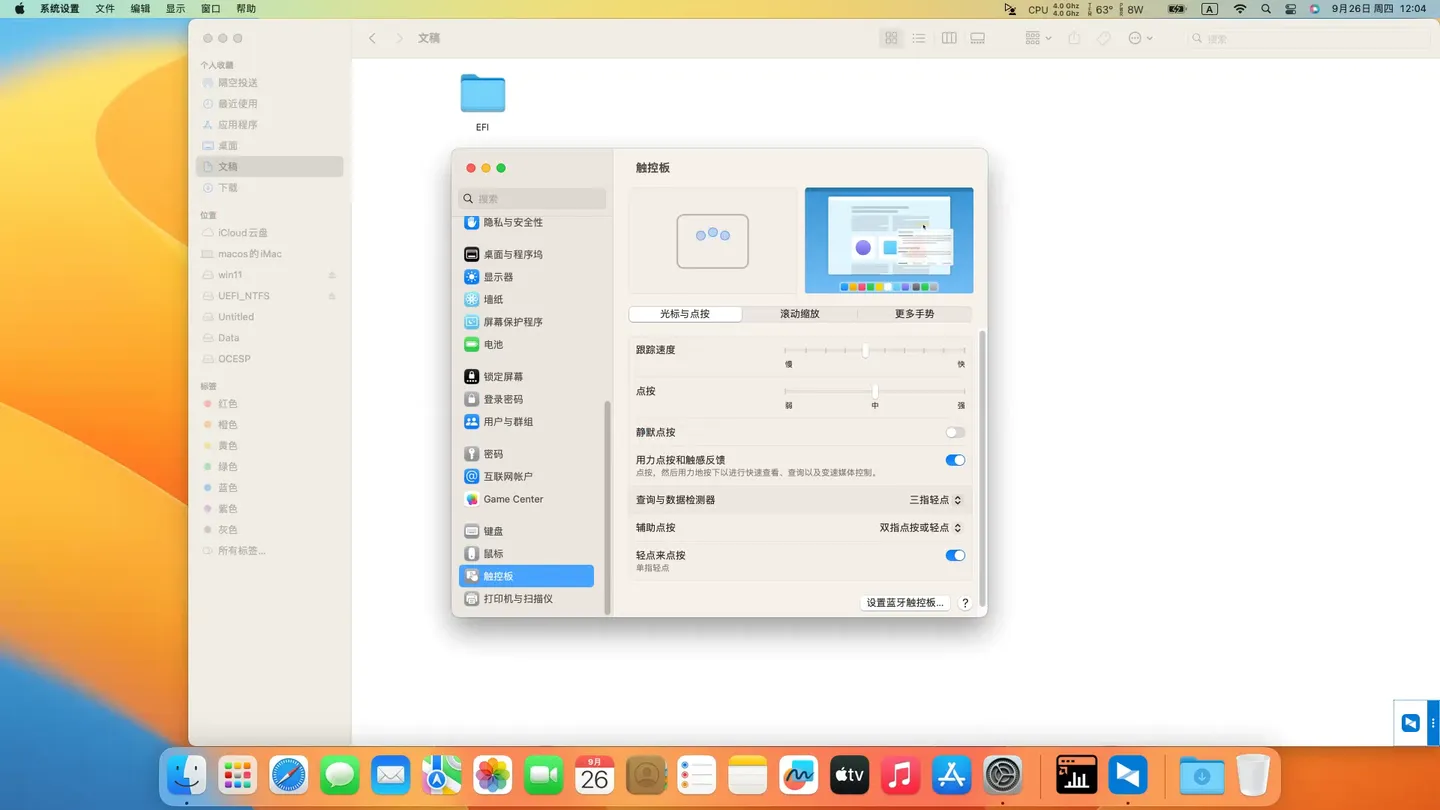 系统设置 文件 编辑 显示 窗口 帮助
CPU 4.0 Ghz 4.0 Ghz 63° 8W A 9月26日 周四 12:04
文稿
搜索
个人收藏
隔空投送
最近使用
应用程序
桌面
文稿
下载
位置
iCloud云盘
macos的iMac
win11
UEFI_NTFS
Untitled
Data
OCESP
标签
红色
橙色
黄色
绿色
蓝色
紫色
灰色
所有标签...
EFI
搜索
隐私与安全性
桌面与程序坞
显示器
墙纸
屏幕保护程序
电池
锁定屏幕
登录密码
用户与群组
密码
互联网帐户
Game Center
键盘
鼠标
触控板
打印机与扫描仪
触控板
光标与点按 滚动缩放 更多手势
跟踪速度
慢 快
点按
弱 中 强
静默点按
用力点按和触感反馈
点按，然后用力地按下以进行快速查看、查询以及变速媒体控制。
查询与数据检测器 三指轻点
辅助点按 双指点按或轻点
轻点来点按
单指轻点
设置蓝牙触控板... ?
9月
26
tv